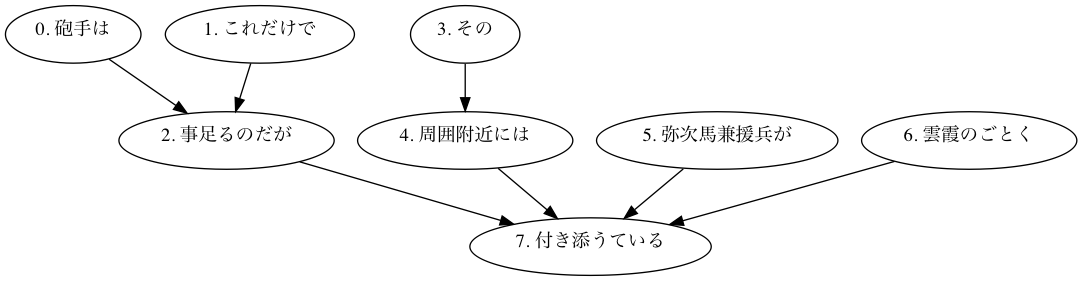 0. 砲手は
1. これだけで
3. その
2. 事足るのだが
4. 周囲附近には
5. 弥次馬兼援兵が
6. 雲霞のごとく
7. 付き添うている